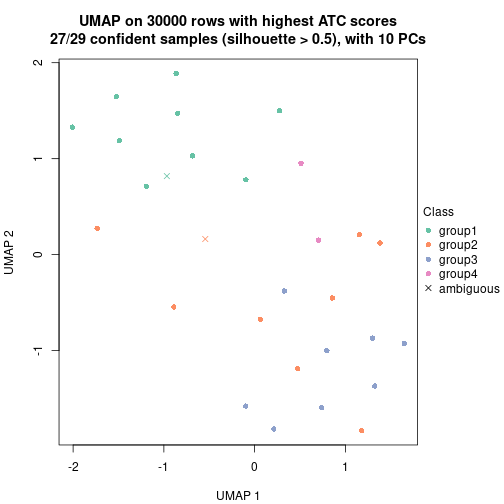 UMAP on 30000 rows with highest ATC scores
27/29 confident samples (silhouette > 0.5), with 10 PCs
2
1
0
-1
UMAP 2
-2
-1
0
1
UMAP 1
Class
group1
group2
group3
group4
ambiguous